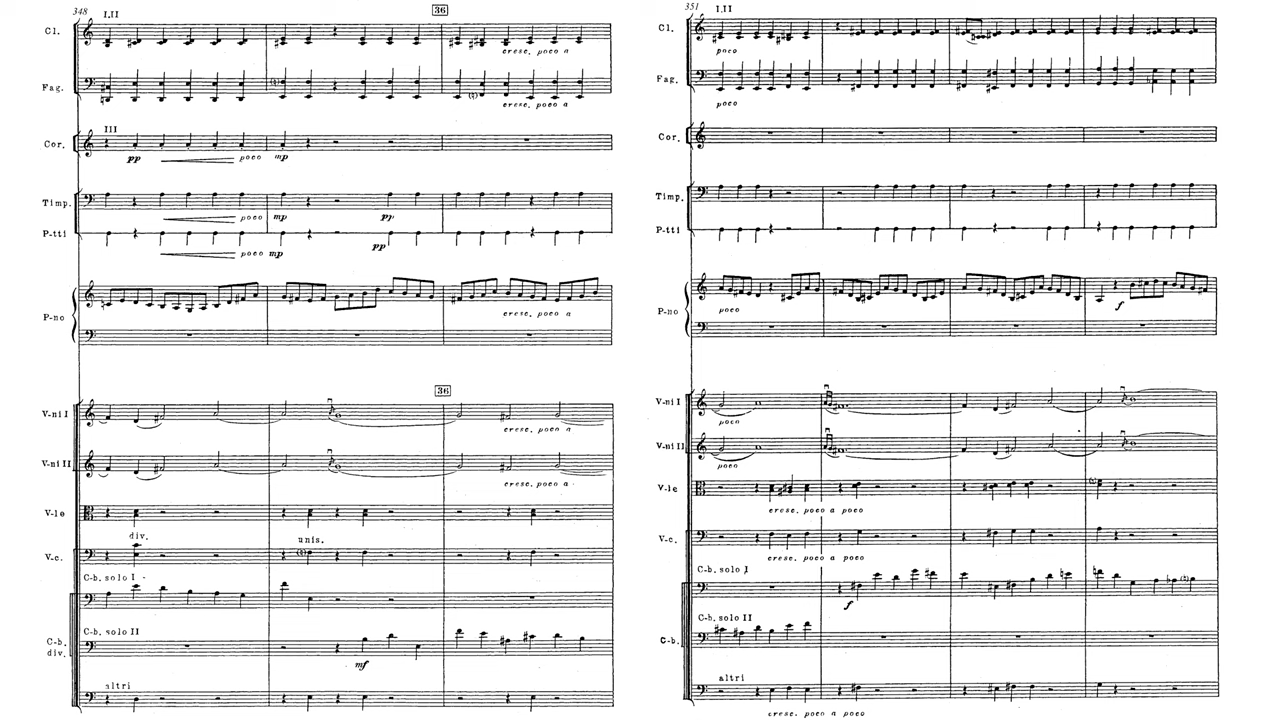 348
I.II
36
Cl.
cresc. poco a
Fag.
cresc. poco a
III
Cor.
pp
poco mp
Timp.
poco mp
pp
P-tti
poco mp
pp
P-no
cresc. poco a
36
V-ni I
cresc. poco a
V-ni II
cresc. poco a
V-le
div.
unis.
V-c.
C-b. solo I
C-b. solo II
C-b.
div.
mf
altri
351
I.II
Cl.
poco
Fag.
poco
Cor.
Timp.
P-tti
P-no
poco
f
V-ni I
poco
V-ni II
poco
V-le
cresc. poco a poco
V-c.
cresc. poco a poco
C-b. solo I
f
C-b. solo II
C-b.
altri
cresc. poco a poco